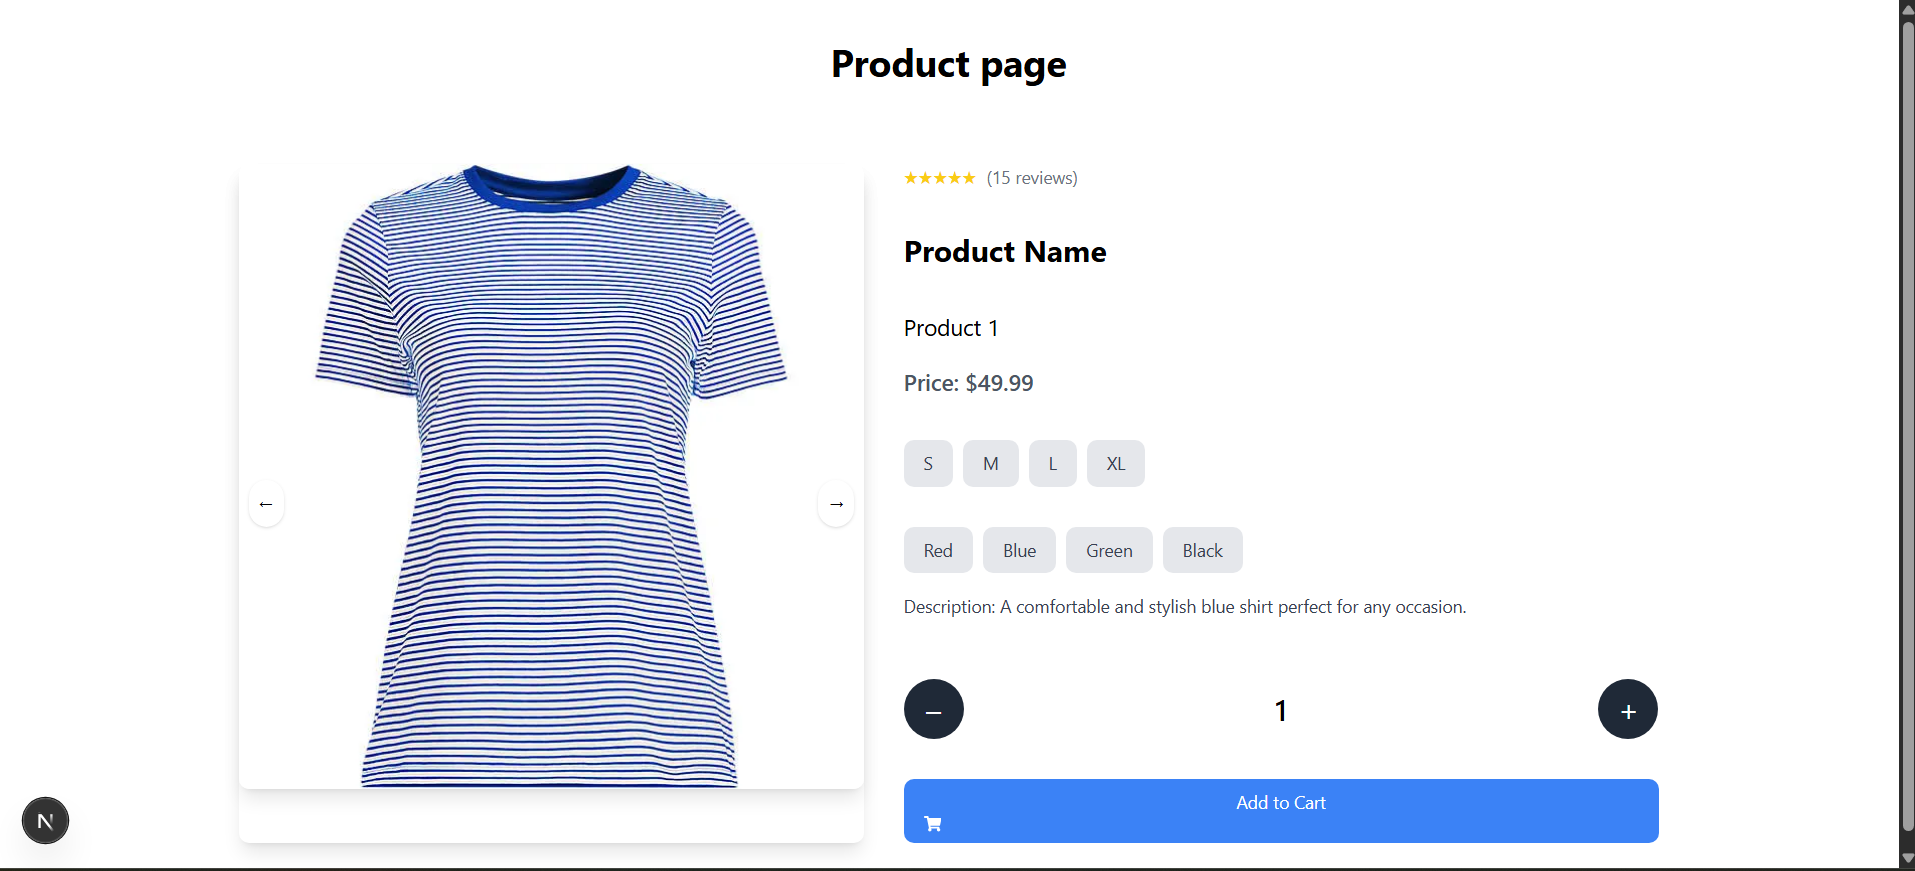 Product page
★★★★★ (15 reviews)
Product Name
Product 1
Price: $49.99
S M L XL
Red Blue Green Black
Description: A comfortable and stylish blue shirt perfect for any occasion.
← →
− 1 +
Add to Cart
N